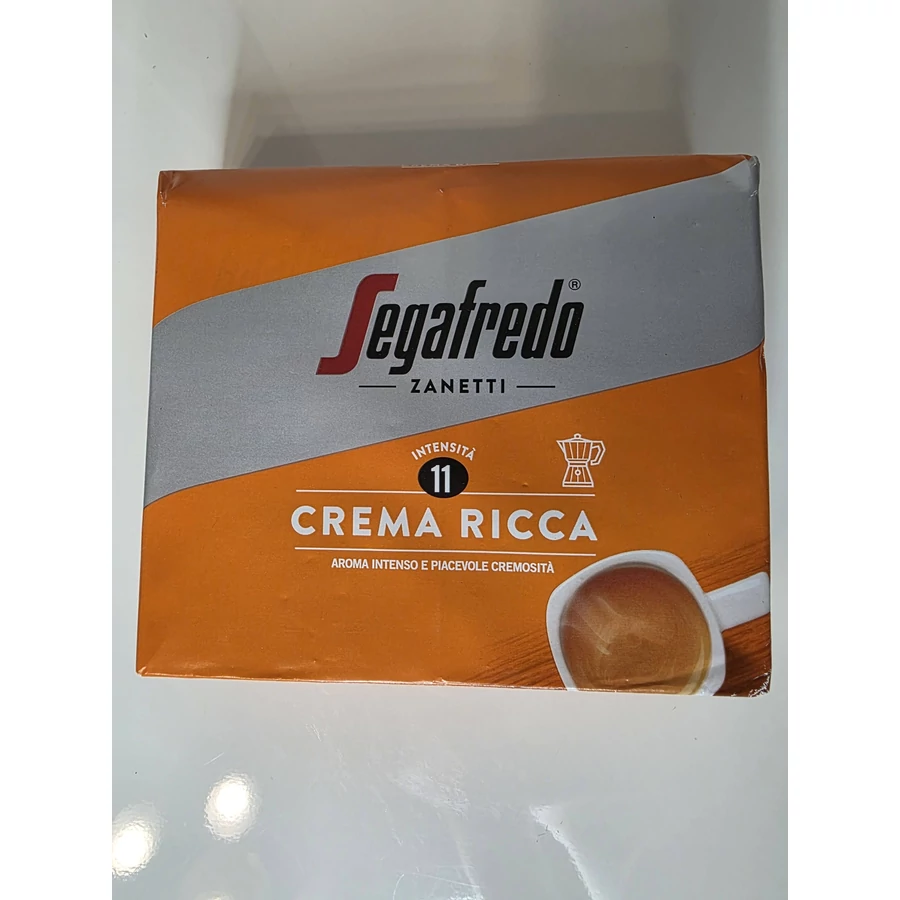 Segafredo®
ZANETTI
INTENSITÀ
11
CREMA RICCA
AROMA INTENSO E PIACEVOLE CREMOSITÀ